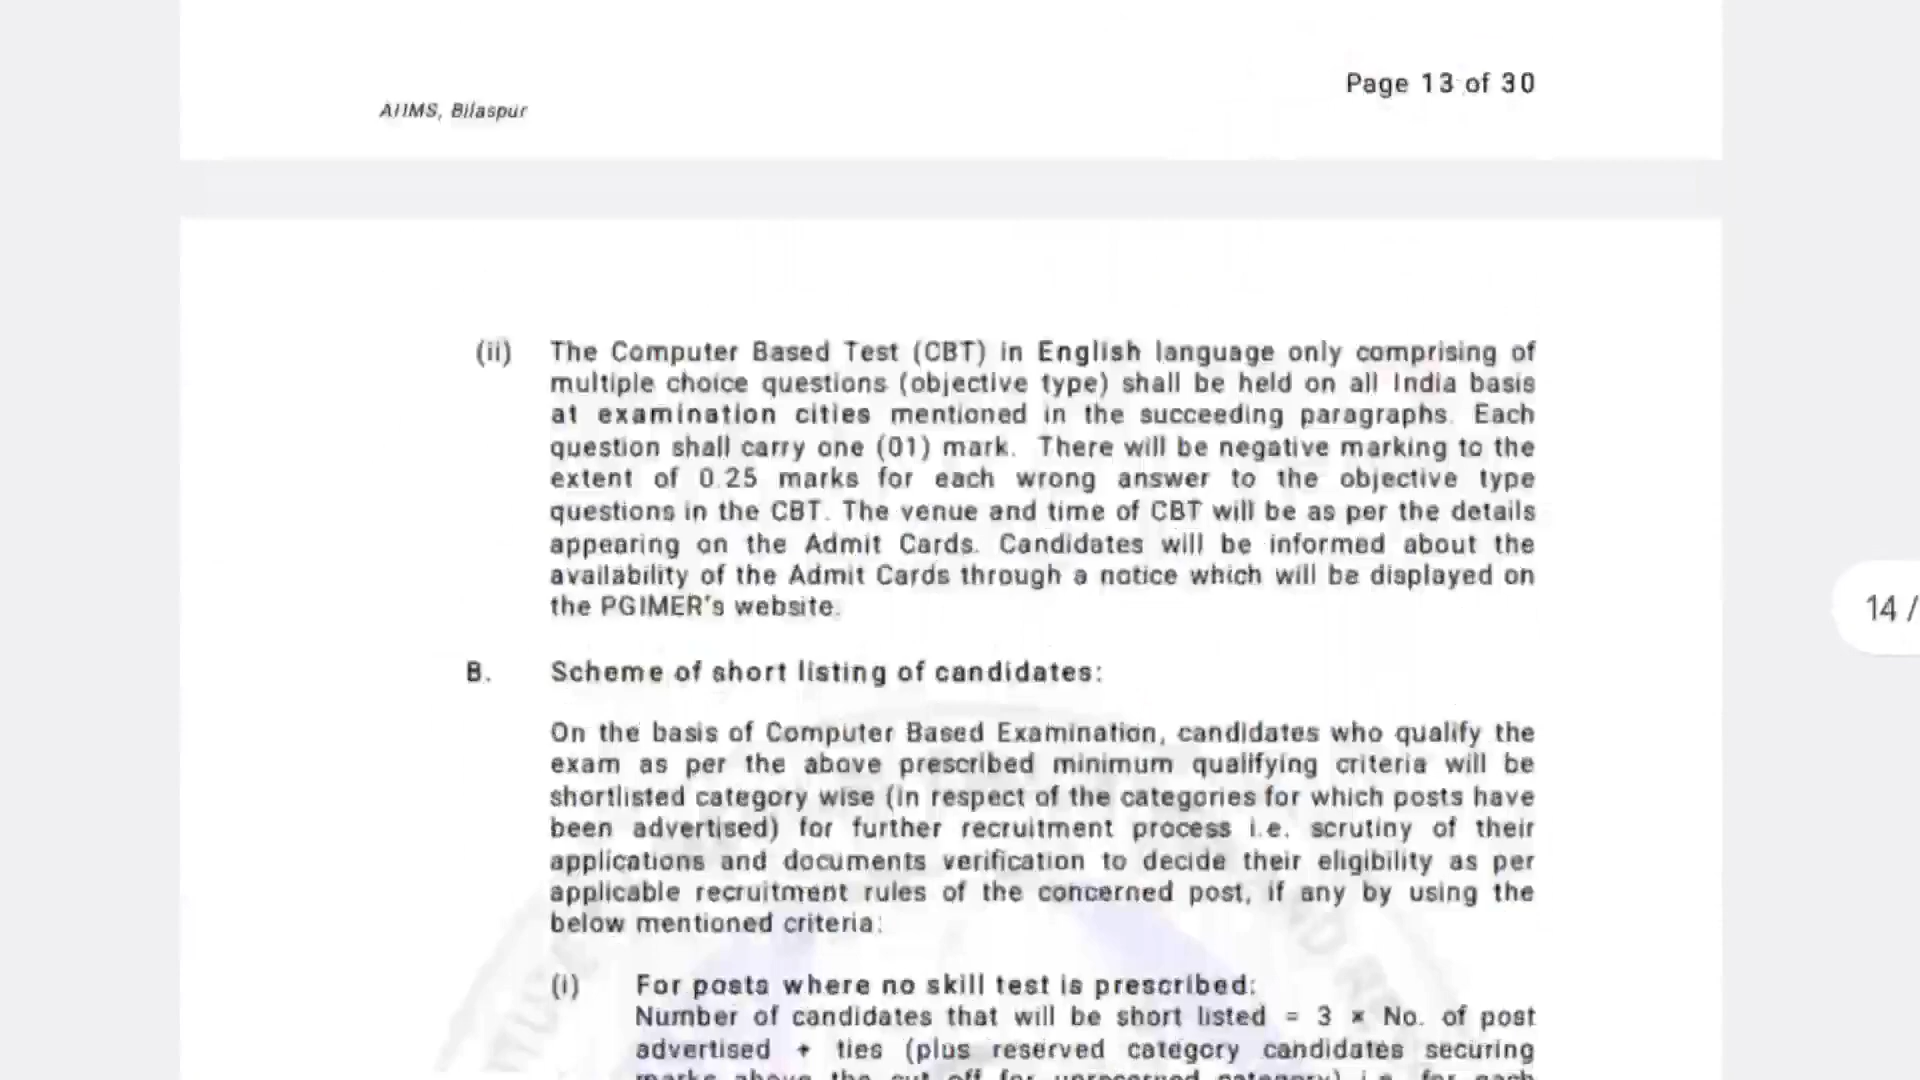 Page 13 of 30
AIIMS, Bilaspur
(ii) The Computer Based Test (CBT) in English language only comprising of
multiple choice questions (objective type) shall be held on all India basis
at examination cities mentioned in the succeeding paragraphs. Each
question shall carry one (01) mark. There will be negative marking to the
extent of 0.25 marks for each wrong answer to the objective type
questions in the CBT. The venue and time of CBT will be as per the details
appearing on the Admit Cards. Candidates will be informed about the
availability of the Admit Cards through a notice which will be displayed on
the PGIMER's website.
14 /
B. Scheme of short listing of candidates:
On the basis of Computer Based Examination, candidates who qualify the
exam as per the above prescribed minimum qualifying criteria will be
shortlisted category wise (in respect of the categories for which posts have
been advertised) for further recruitment process i.e. scrutiny of their
applications and documents verification to decide their eligibility as per
applicable recruitment rules of the concerned post, if any by using the
below mentioned criteria:
(i) For posts where no skill test is prescribed:
Number of candidates that will be short listed = 3 × No. of post
advertised + ties (plus reserved category candidates securing
marks above the cut off for unreserved category) i.e. for each